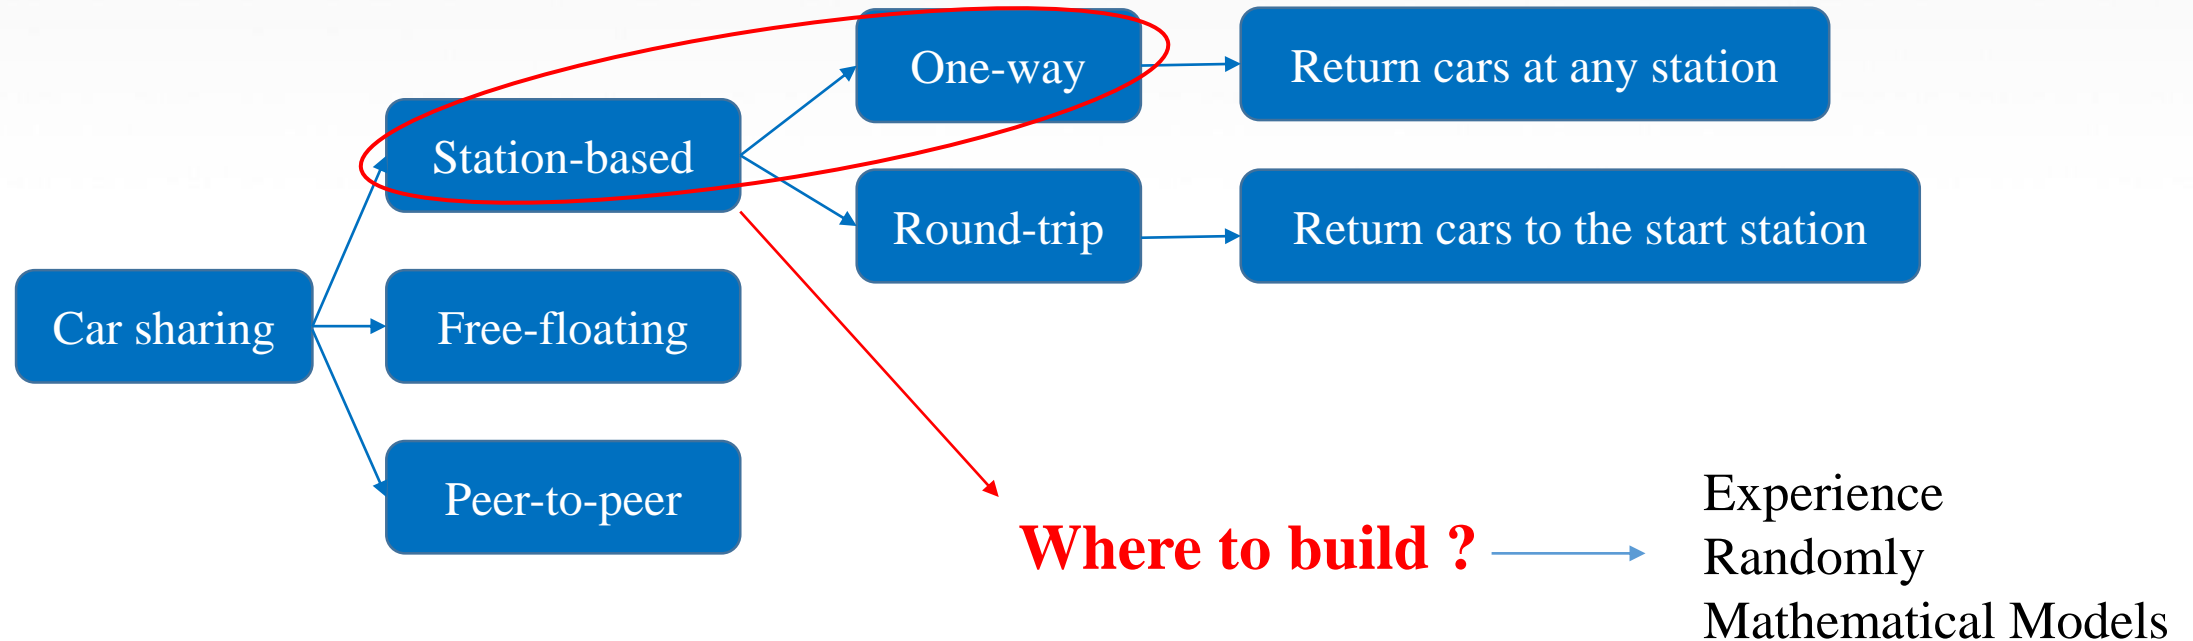 One-way
Return cars at any station
Station-based
Round-trip
Return cars to the start station
Car sharing
Free-floating
Peer-to-peer
Where to build ?
Experience
Randomly
Mathematical Models